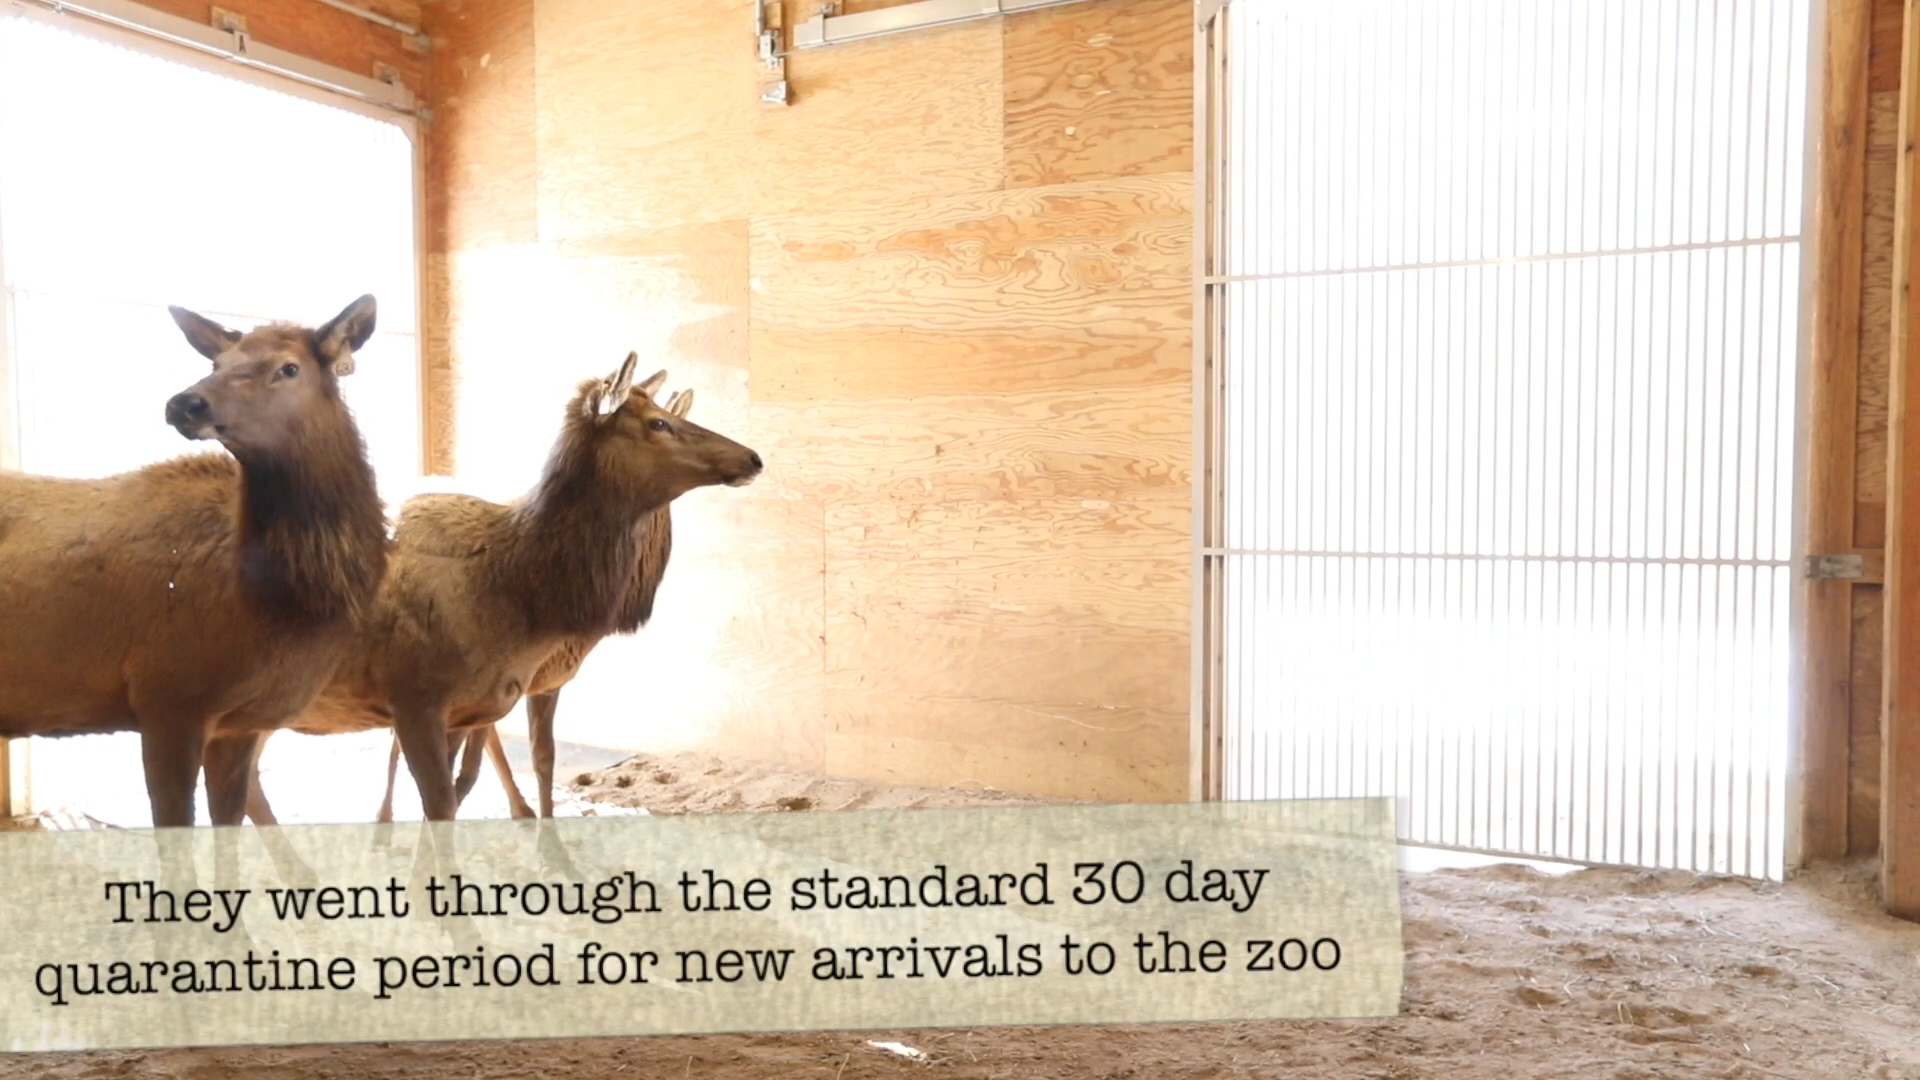 They went through the standard 30 day
quarantine period for new arrivals to the zoo